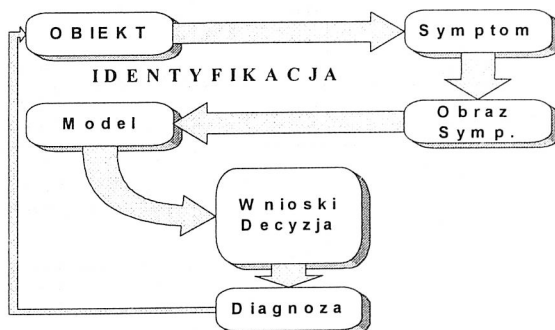 OBIEKT
Symptom
IDENTYFIKACJA
Model
Obraz
Symp.
Wnioski
Decyzja
Diagnoza